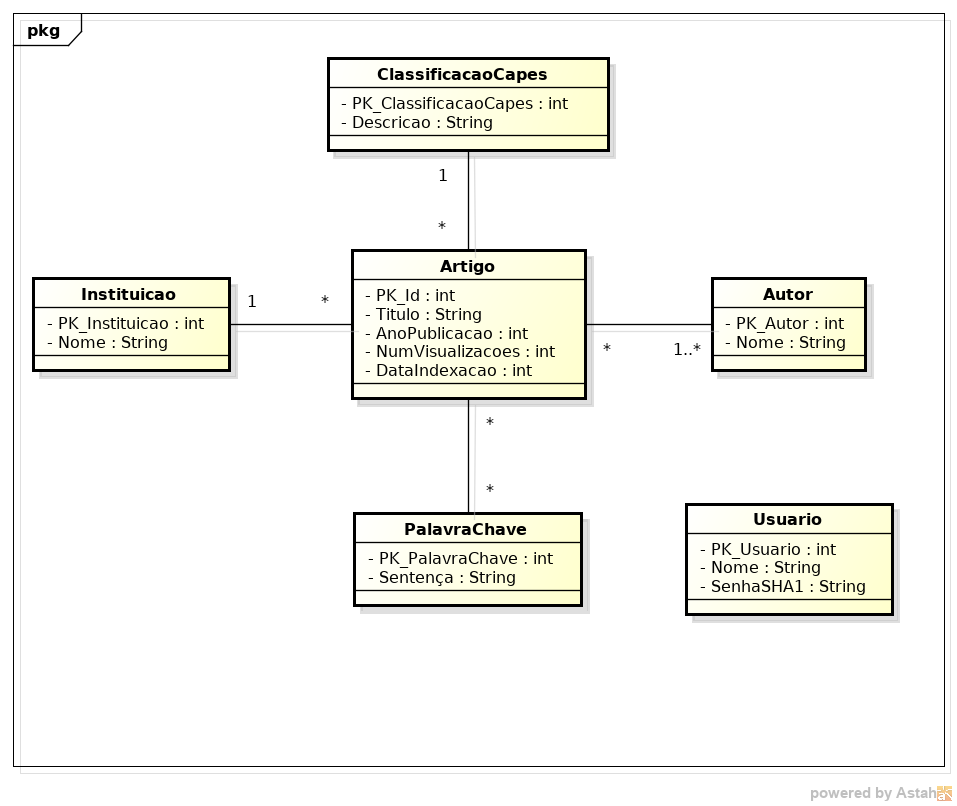 pkg
ClassificacaoCapes
- PK_ClassificacaoCapes : int
- Descricao : String
1
*
Artigo
- PK_Id : int
- Titulo : String
- AnoPublicacao : int
- NumVisualizacoes : int
- DataIndexacao : int
Instituicao
- PK_Instituicao : int
- Nome : String
1
*
Autor
- PK_Autor : int
- Nome : String
*
1..*
*
*
PalavraChave
- PK_PalavraChave : int
- Sentença : String
Usuario
- PK_Usuario : int
- Nome : String
- SenhaSHA1 : String
powered by Astah